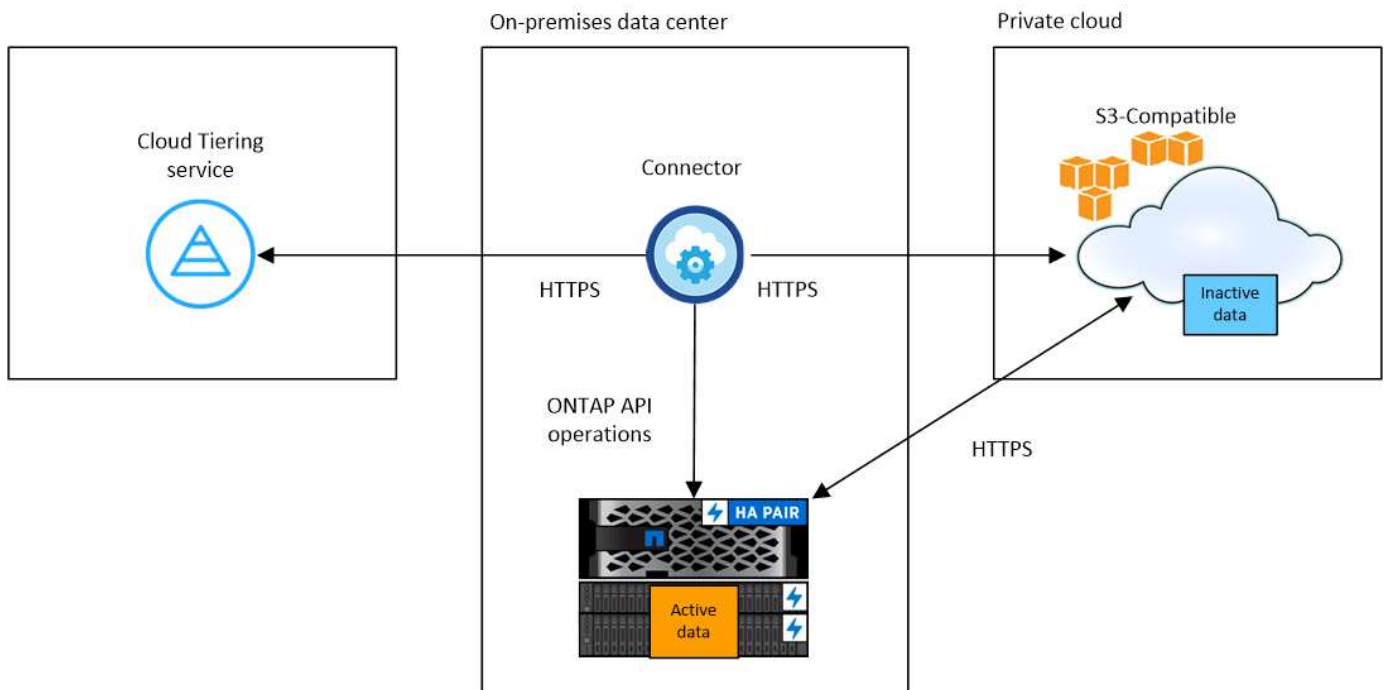 On-premises data center
Private cloud
Cloud Tiering
service
Connector
S3-Compatible
HTTPS
HTTPS
Inactive
data
ONTAP API
operations
HTTPS
HA PAIR
Active
data